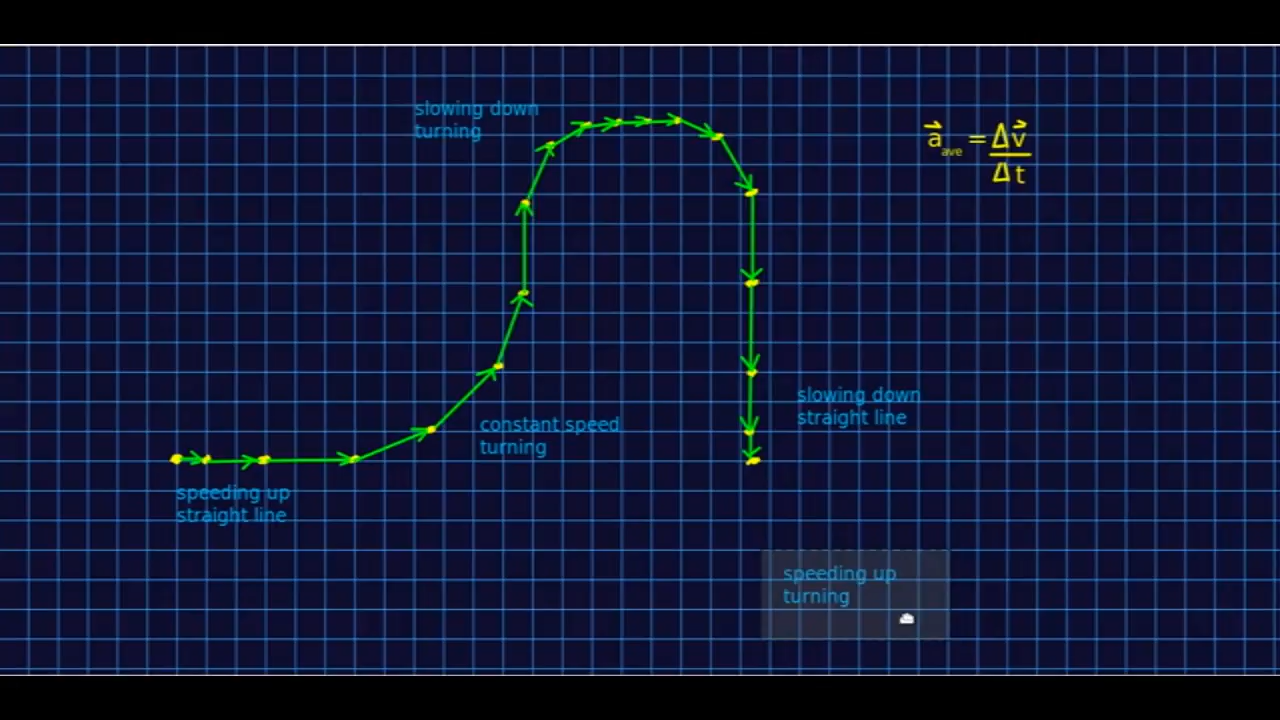 slowing down
turning
a⃗ ave = Δv⃗
Δt
constant speed
turning
slowing down
straight line
speeding up
straight line
speeding up
turning